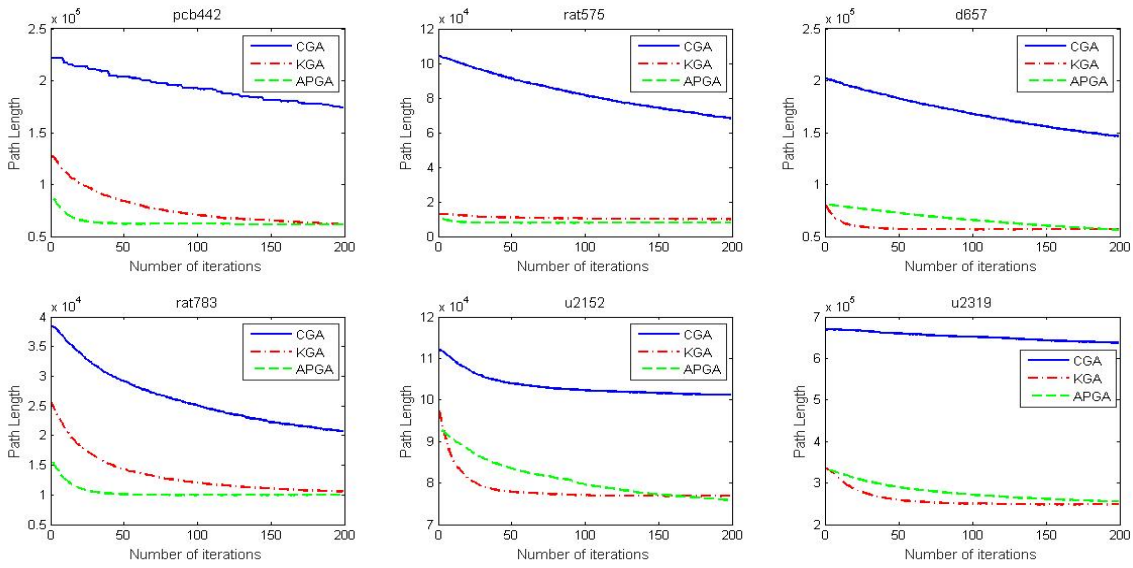 pcb442
x 10^5
2.5
2
1.5
1
0.5
0 50 100 150 200
Path Length
Number of iterctions
CGA
KGA
APGA
rat575
x 10^4
12
10
8
6
4
2
0
0 50 100 150 200
Path Length
Number of iterctions
CGA
KGA
APGA
d657
x 10^5
2.5
2
1.5
1
0.5
0 50 100 150 200
Path Length
Number of iterctions
CGA
KGA
APGA
rat783
x 10^4
4
3.5
3
2.5
2
1.5
1
0.5
0 50 100 150 200
Path Length
Number of iterctions
CGA
KGA
APGA
u2152
x 10^4
12
11
10
9
8
7
0 50 100 150 200
Path Length
Number of iterctions
CGA
KGA
APGA
u2319
x 10^5
7
6
5
4
3
2
0 50 100 150 200
Path Length
Number of iterctions
CGA
KGA
APGA